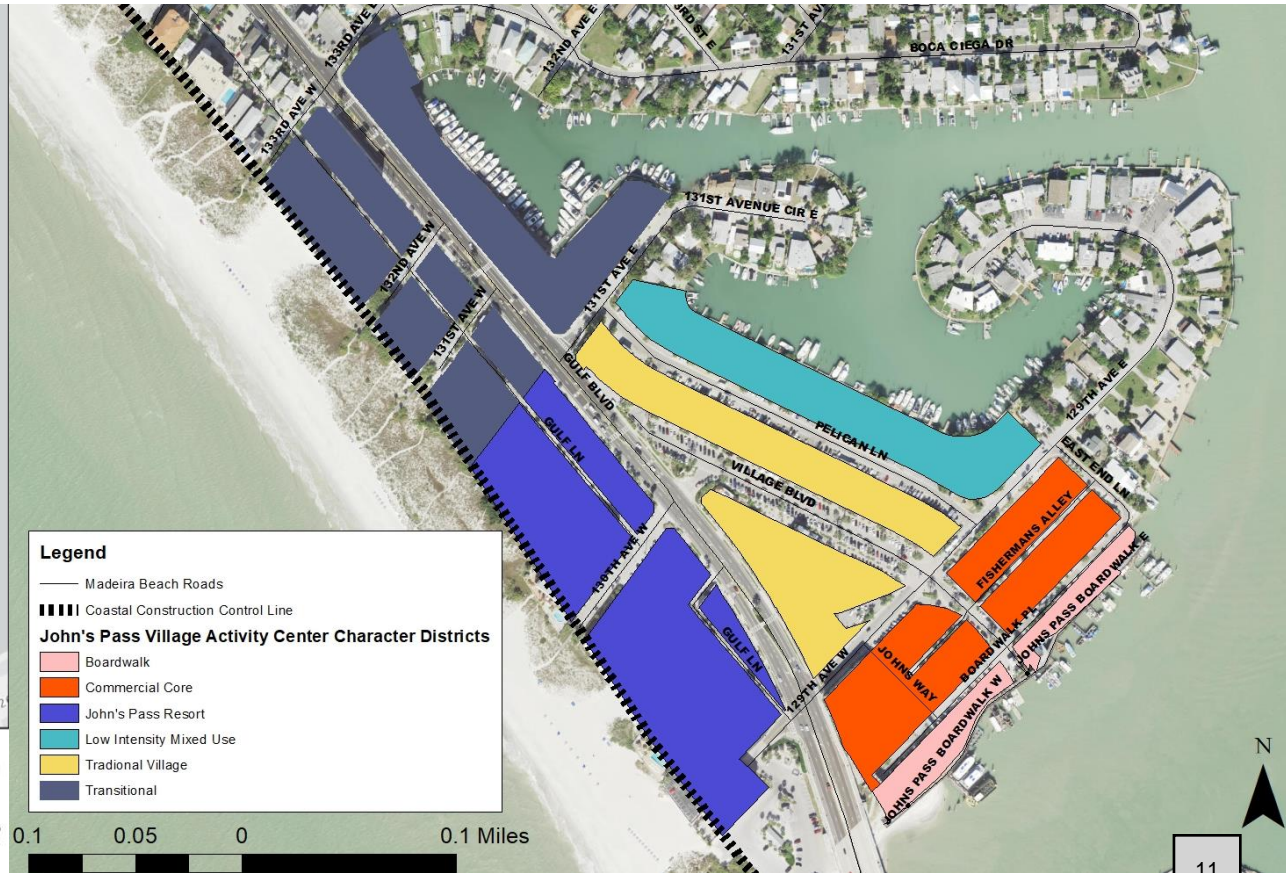 133RD AVE E
132ND AVE E
3RD ST E
131ST AV
BOCA CIEGA DR
133RD AVE W
131ST AVENUE CIR E
132ND AVE W
131ST AVE E
131ST AVE W
GULF BLVD
129TH AVE E
PELICAN LN
EAST END LN
GULF LN
VILLAGE BLVD
FISHERMANS ALLEY
130TH AVE W
JOHNS PASS BOARDWALK E
BOARDWALK PL
GULF LN
JOHNS WAY
129TH AVE W
JOHNS PASS BOARDWALK W
Legend
Madeira Beach Roads
Coastal Construction Control Line
John's Pass Village Activity Center Character Districts
Boardwalk
Commercial Core
John's Pass Resort
Low Intensity Mixed Use
Tradional Village
Transitional
0.1 0.05 0 0.1 Miles
N
11